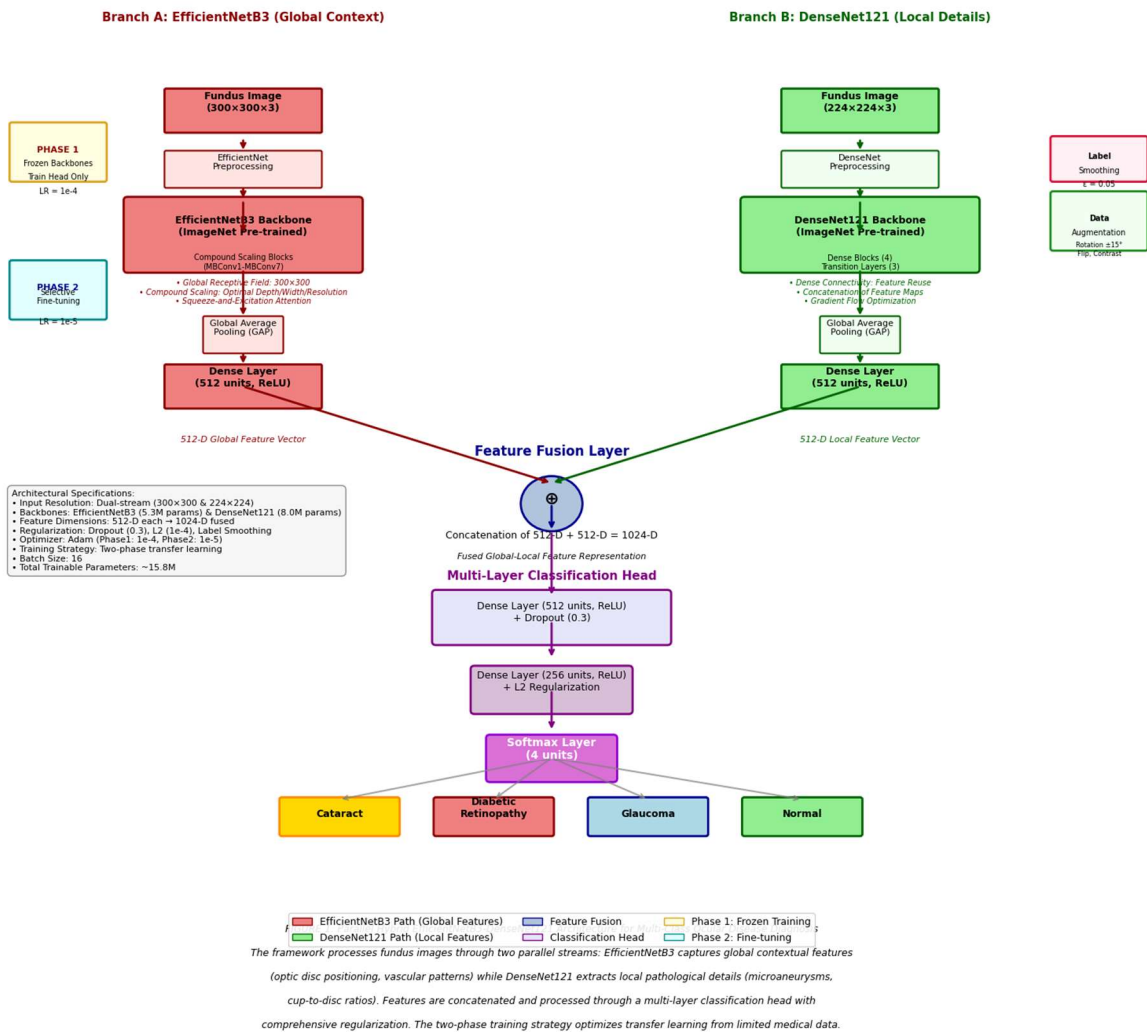 Branch A: EfficientNetB3 (Global Context)
Branch B: DenseNet121 (Local Details)
Fundus Image
(300×300×3)
Fundus Image
(224×224×3)
PHASE 1
Frozen Backbones
Train Head Only
LR = 1e-4
EfficientNet
Preprocessing
DenseNet
Preprocessing
Label
Smoothing
ε = 0.05
EfficientNetB3 Backbone
(ImageNet Pre-trained)
Compound Scaling Blocks
(MBConv1-MBConv7)
DenseNet121 Backbone
(ImageNet Pre-trained)
Dense Blocks (4)
Transition Layers (3)
Data
Augmentation
Rotation ±15°
Flip, Contrast
PHASE 2
Selective
Fine-tuning
LR = 1e-5
• Global Receptive Field: 300×300
• Compound Scaling: Optimal Depth/Width/Resolution
• Squeeze-and-Excitation Attention
• Dense Connectivity: Feature Reuse
• Concatenation of Feature Maps
• Gradient Flow Optimization
Global Average
Pooling (GAP)
Global Average
Pooling (GAP)
Dense Layer
(512 units, ReLU)
Dense Layer
(512 units, ReLU)
512-D Global Feature Vector
512-D Local Feature Vector
Feature Fusion Layer
⊕
Architectural Specifications:
• Input Resolution: Dual-stream (300×300 & 224×224)
• Backbones: EfficientNetB3 (5.3M params) & DenseNet121 (8.0M params)
• Feature Dimensions: 512-D each → 1024-D fused
• Regularization: Dropout (0.3), L2 (1e-4), Label Smoothing
• Optimizer: Adam (Phase1: 1e-4, Phase2: 1e-5)
• Training Strategy: Two-phase transfer learning
• Batch Size: 16
• Total Trainable Parameters: ~15.8M
Concatenation of 512-D + 512-D = 1024-D
Fused Global-Local Feature Representation
Multi-Layer Classification Head
Dense Layer (512 units, ReLU)
+ Dropout (0.3)
Dense Layer (256 units, ReLU)
+ L2 Regularization
Softmax Layer
(4 units)
Cataract
Diabetic
Retinopathy
Glaucoma
Normal
EfficientNetB3 Path (Global Features)
Feature Fusion
Phase 1: Frozen Training
DenseNet121 Path (Local Features)
Classification Head
Phase 2: Fine-tuning
The framework processes fundus images through two parallel streams: EfficientNetB3 captures global contextual features
(optic disc positioning, vascular patterns) while DenseNet121 extracts local pathological details (microaneurysms,
cup-to-disc ratios). Features are concatenated and processed through a multi-layer classification head with
comprehensive regularization. The two-phase training strategy optimizes transfer learning from limited medical data.